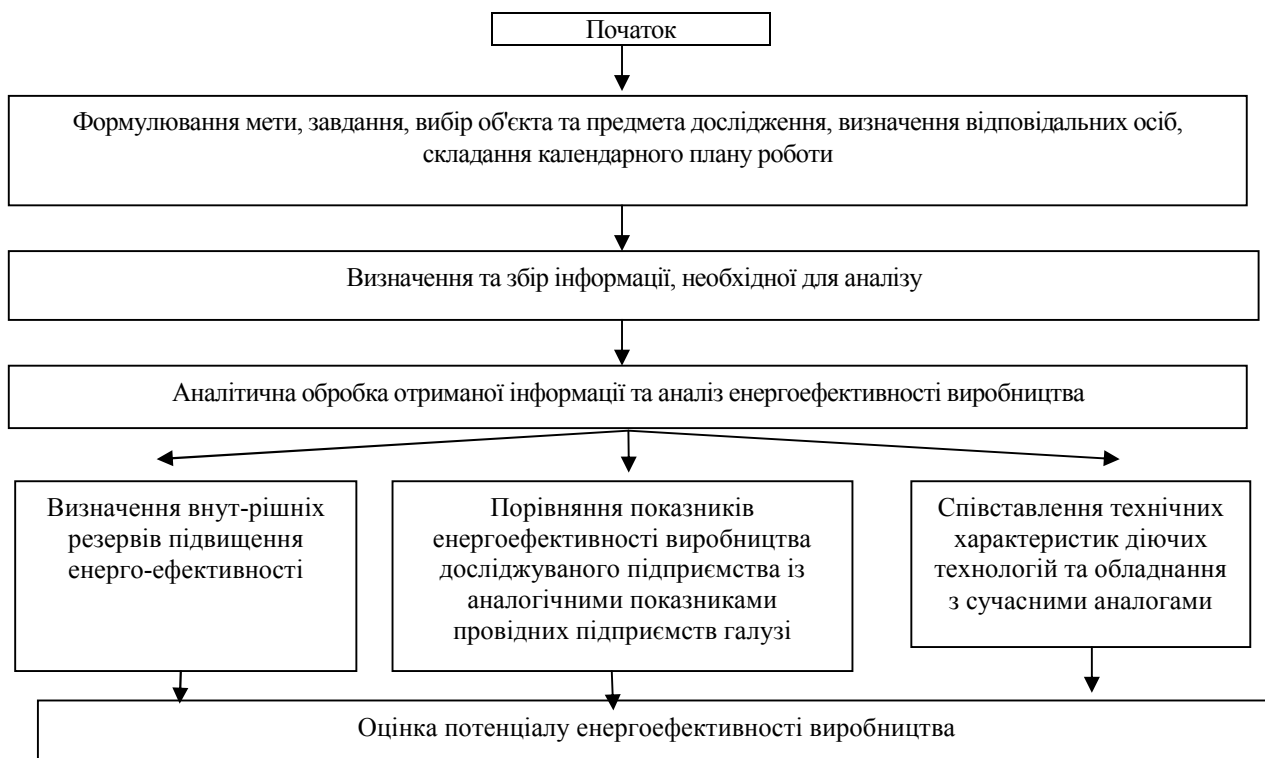 Початок
Формулювання мети, завдання, вибір об'єкта та предмета дослідження, визначення відповідальних осіб,
складання календарного плану роботи
Визначення та збір інформації, необхідної для аналізу
Аналітична обробка отриманої інформації та аналіз енергоефективності виробництва
Визначення внут-рішніх
резервів підвищення
енерго-ефективності
Порівняння показників
енергоефективності виробництва
досліджуваного підприємства із
аналогічними показниками
провідних підприємств галузі
Співставлення технічних
характеристик діючих
технологій та обладнання
з сучасними аналогами
Оцінка потенціалу енергоефективності виробництва